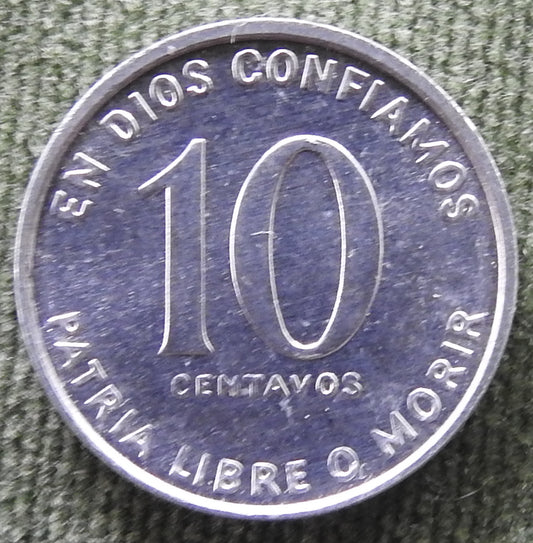 EN DIOS CONFIAMOS
10
CENTAVOS
PATRIA LIBRE O MORIR